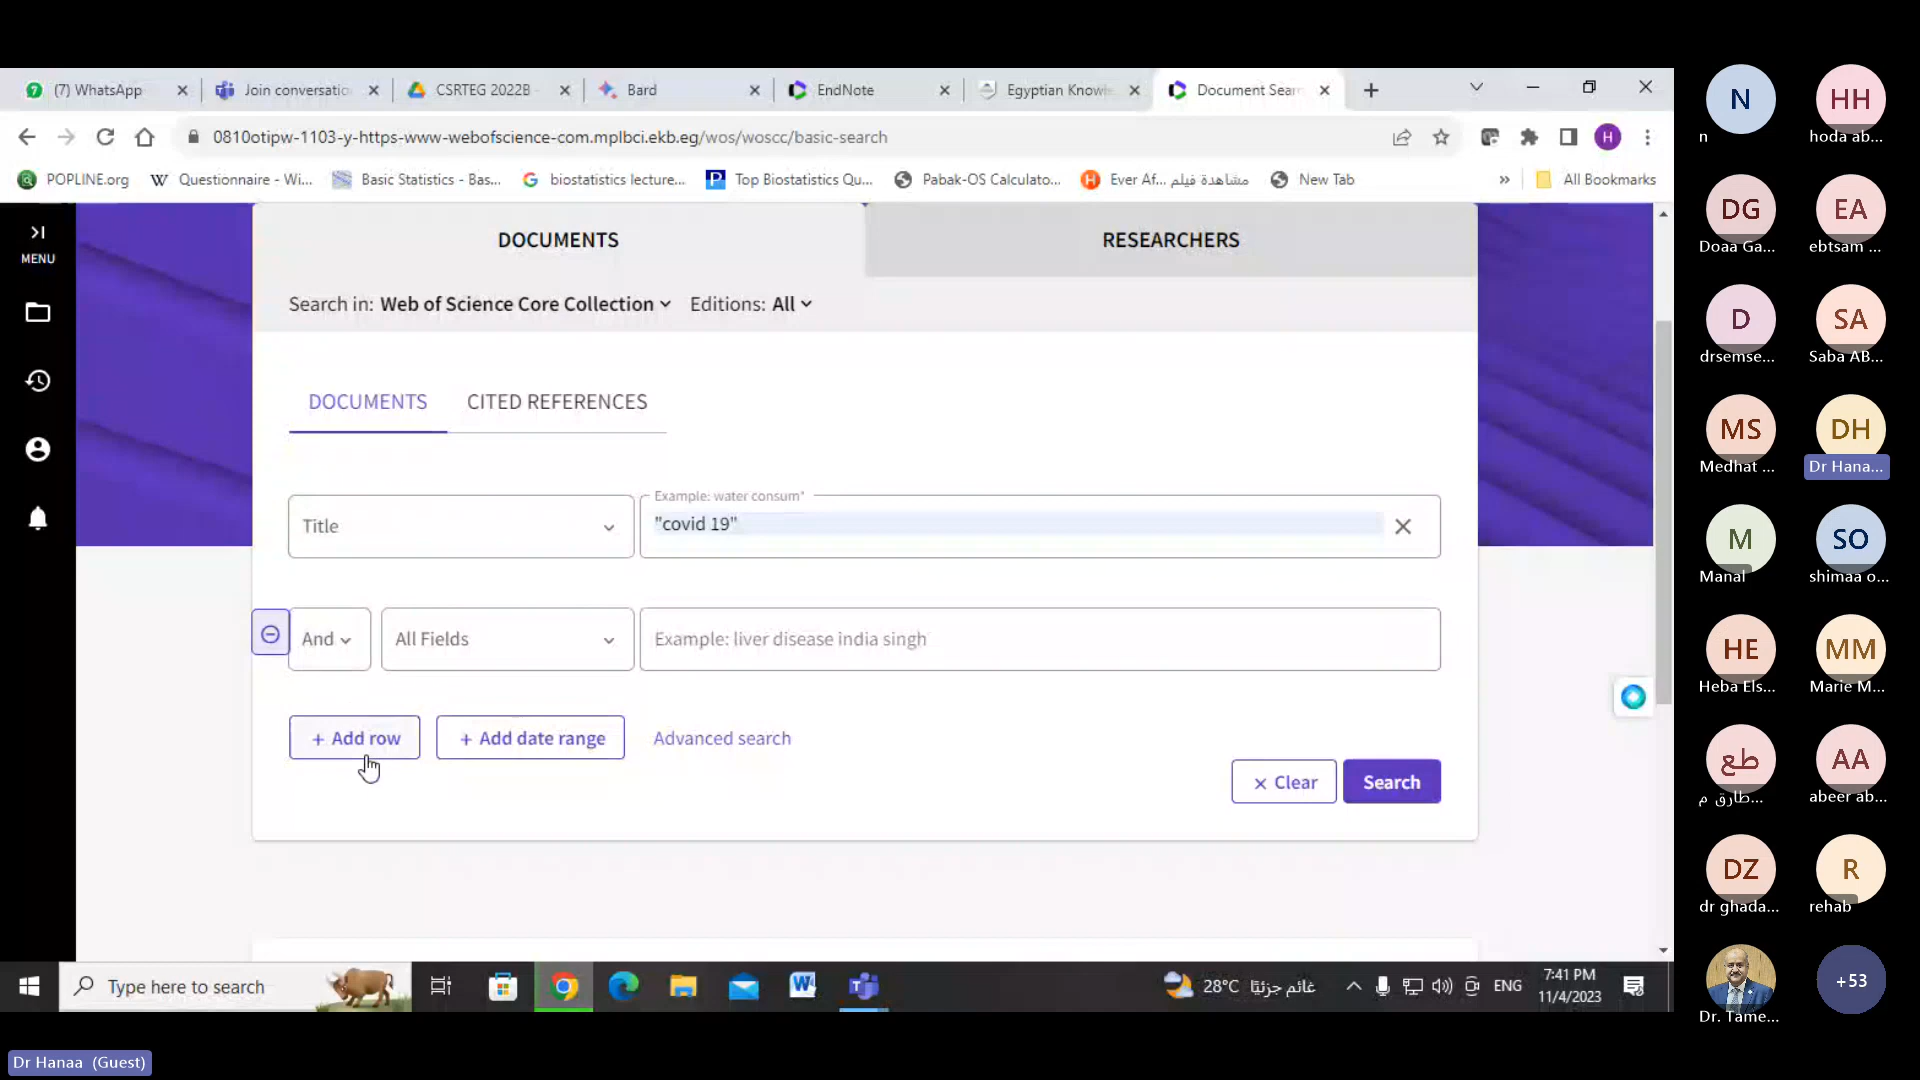 (7) WhatsApp
Join conversatio
CSRTEG 2022B -
Bard
EndNote
Egyptian Knowle
Document Sear
0810otipw-1103-y-https-www-webofscience-com.mplbci.ekb.eg/wos/woscc/basic-search
H
POPLINE.org
Questionnaire - Wi...
Basic Statistics - Bas...
biostatistics lecture...
Top Biostatistics Qu...
Pabak-OS Calculato...
Ever Af... مشاهدة فيلم
New Tab
»
All Bookmarks
MENU
DOCUMENTS
RESEARCHERS
Search in: Web of Science Core Collection
Editions: All
DOCUMENTS
CITED REFERENCES
Title
Example: water consum*
"covid 19"
And
All Fields
Example: liver disease india singh
+ Add row
+ Add date range
Advanced search
× Clear
Search
Type here to search
28°C غائم جزئيًا
ENG
7:41 PM
11/4/2023
Dr Hanaa (Guest)
N
n
HH
hoda ab...
DG
Doaa Ga...
EA
ebtsam ...
D
drsemse...
SA
Saba AB...
MS
Medhat ...
DH
Dr Hana...
M
Manal
SO
shimaa o...
HE
Heba Els...
MM
Marie M...
طع
طارق م...
AA
abeer ab...
DZ
dr ghada...
R
rehab
Dr. Tame...
+53